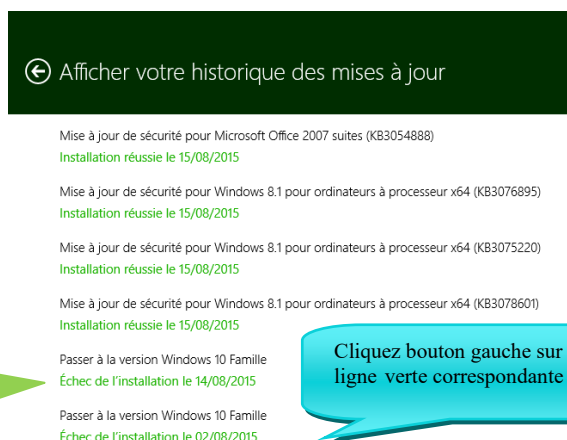 Afficher votre historique des mises à jour
Mise à jour de sécurité pour Microsoft Office 2007 suites (KB3054888)
Installation réussie le 15/08/2015
Mise à jour de sécurité pour Windows 8.1 pour ordinateurs à processeur x64 (KB3076895)
Installation réussie le 15/08/2015
Mise à jour de sécurité pour Windows 8.1 pour ordinateurs à processeur x64 (KB3075220)
Installation réussie le 15/08/2015
Mise à jour de sécurité pour Windows 8.1 pour ordinateurs à processeur x64 (KB3078601)
Installation réussie le 15/08/2015
Passer à la version Windows 10 Famille
Échec de l'installation le 14/08/2015
Passer à la version Windows 10 Famille
Échec de l'installation le 02/08/2015
Cliquez bouton gauche sur
ligne verte correspondante